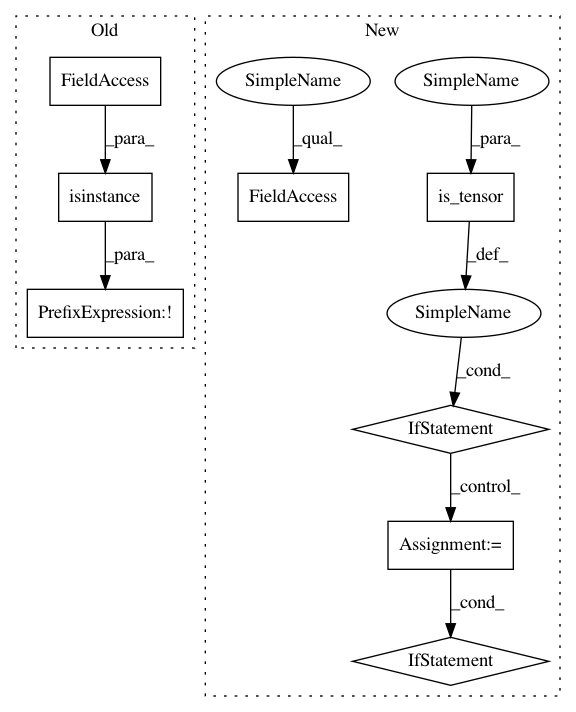 Old
New
FieldAccess
SimpleName
SimpleName
_para_
_qual_
_para_
isinstance
FieldAccess
is_tensor
_para_
_def_
PrefixExpression:!
SimpleName
_cond_
IfStatement
_control_
Assignment:=
_cond_
IfStatement